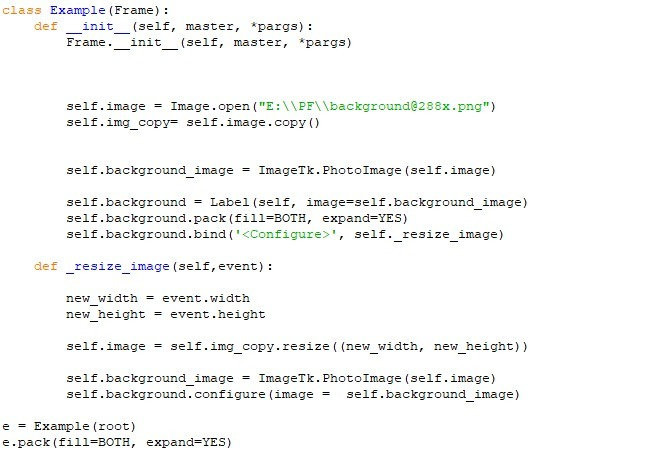 class Example(Frame):
    def __init__(self, master, *pargs):
        Frame.__init__(self, master, *pargs)
        self.image = Image.open("E:\\PF\\background@288x.png")
        self.img_copy= self.image.copy()
        self.background_image = ImageTk.PhotoImage(self.image)
        self.background = Label(self, image=self.background_image)
        self.background.pack(fill=BOTH, expand=YES)
        self.background.bind('<Configure>', self._resize_image)
    def _resize_image(self,event):
        new_width = event.width
        new_height = event.height
        self.image = self.img_copy.resize((new_width, new_height))
        self.background_image = ImageTk.PhotoImage(self.image)
        self.background.configure(image =  self.background_image)
e = Example(root)
e.pack(fill=BOTH, expand=YES)